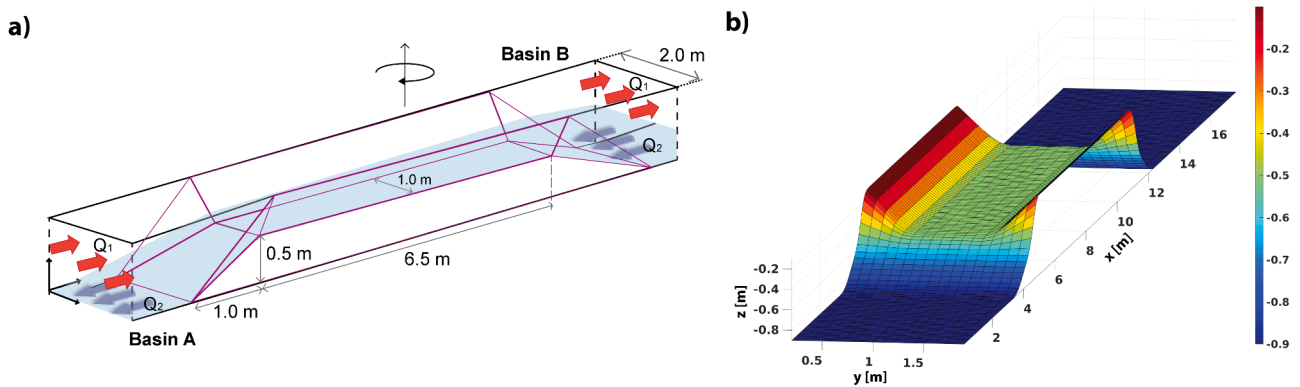 a)
Basin B
2.0 m
Q1
Q2
1.0 m
Q1
0.5 m
6.5 m
Q2
1.0 m
Basin A
b)
-0.2
-0.3
-0.4
-0.5
-0.6
-0.7
-0.8
-0.9
z [m]
-0.2
-0.4
-0.6
-0.8
0.5
1
1.5
y [m]
2
4
6
8
10
12
14
16
x [m]